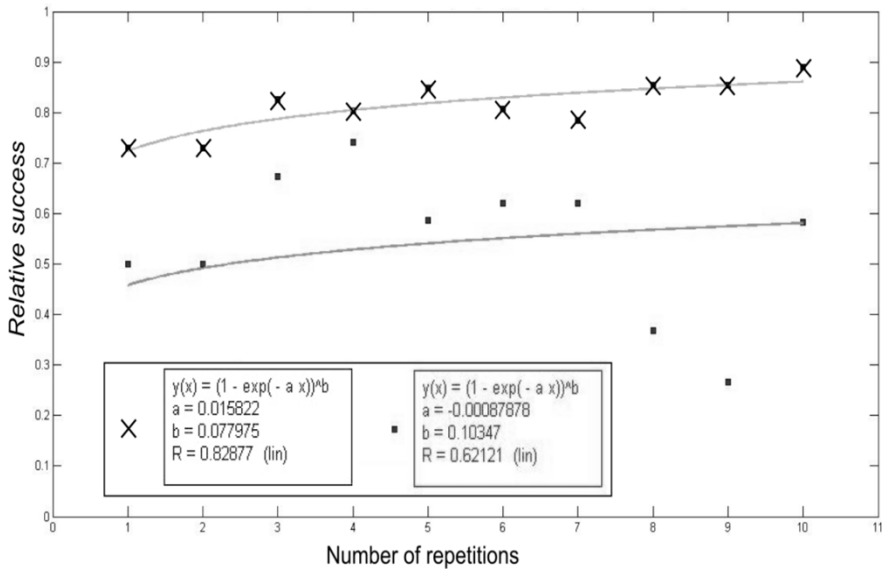 1
0.9
0.8
0.7
0.6
0.5
0.4
0.3
0.2
0.1
0
Relative success
y(x) = (1 - exp( - a x))^b
a = 0.015822
b = 0.077975
R = 0.82877 (lin)
y(x) = (1 - exp( - a x))^b
a = -0.00087878
b = 0.10347
R = 0.62121 (lin)
0 1 2 3 4 5 6 7 8 9 10 11
Number of repetitions